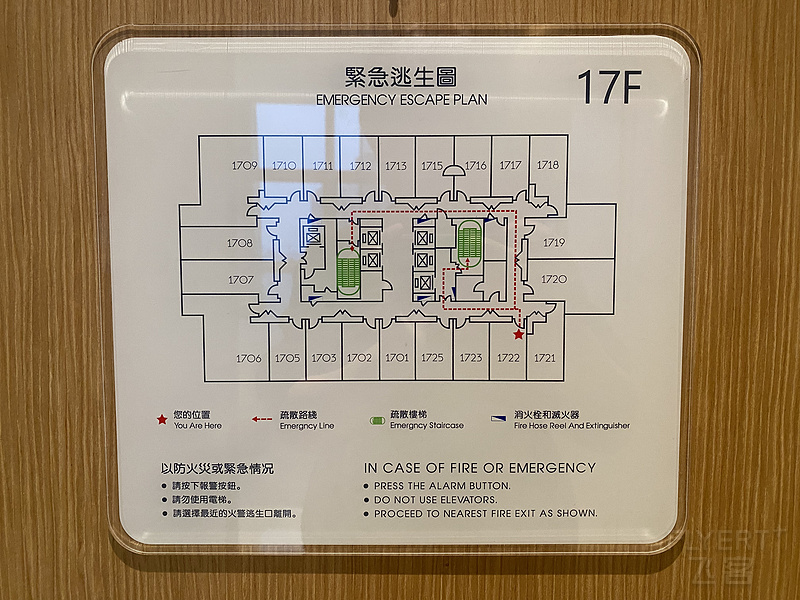 緊急逃生圖
17F
EMERGENCY ESCAPE PLAN
1709 1710 1711 1712 1713 1715 1716 1717 1718
1708 1719
1707 1720
1706 1705 1703 1702 1701 1725 1723 1722 1721
您的位置
You Are Here
疏散路綫
Emergncy Line
疏散樓梯
Emergncy Staircase
消火栓和滅火器
Fire Hose Reel And Extinguisher
以防火災或緊急情況
請按下報警按鈕。
請勿使用電梯。
請選擇最近的火警逃生口離開。
IN CASE OF FIRE OR EMERGENCY
PRESS THE ALARM BUTTON.
DO NOT USE ELEVATORS.
PROCEED TO NEAREST FIRE EXIT AS SHOWN.
飞客